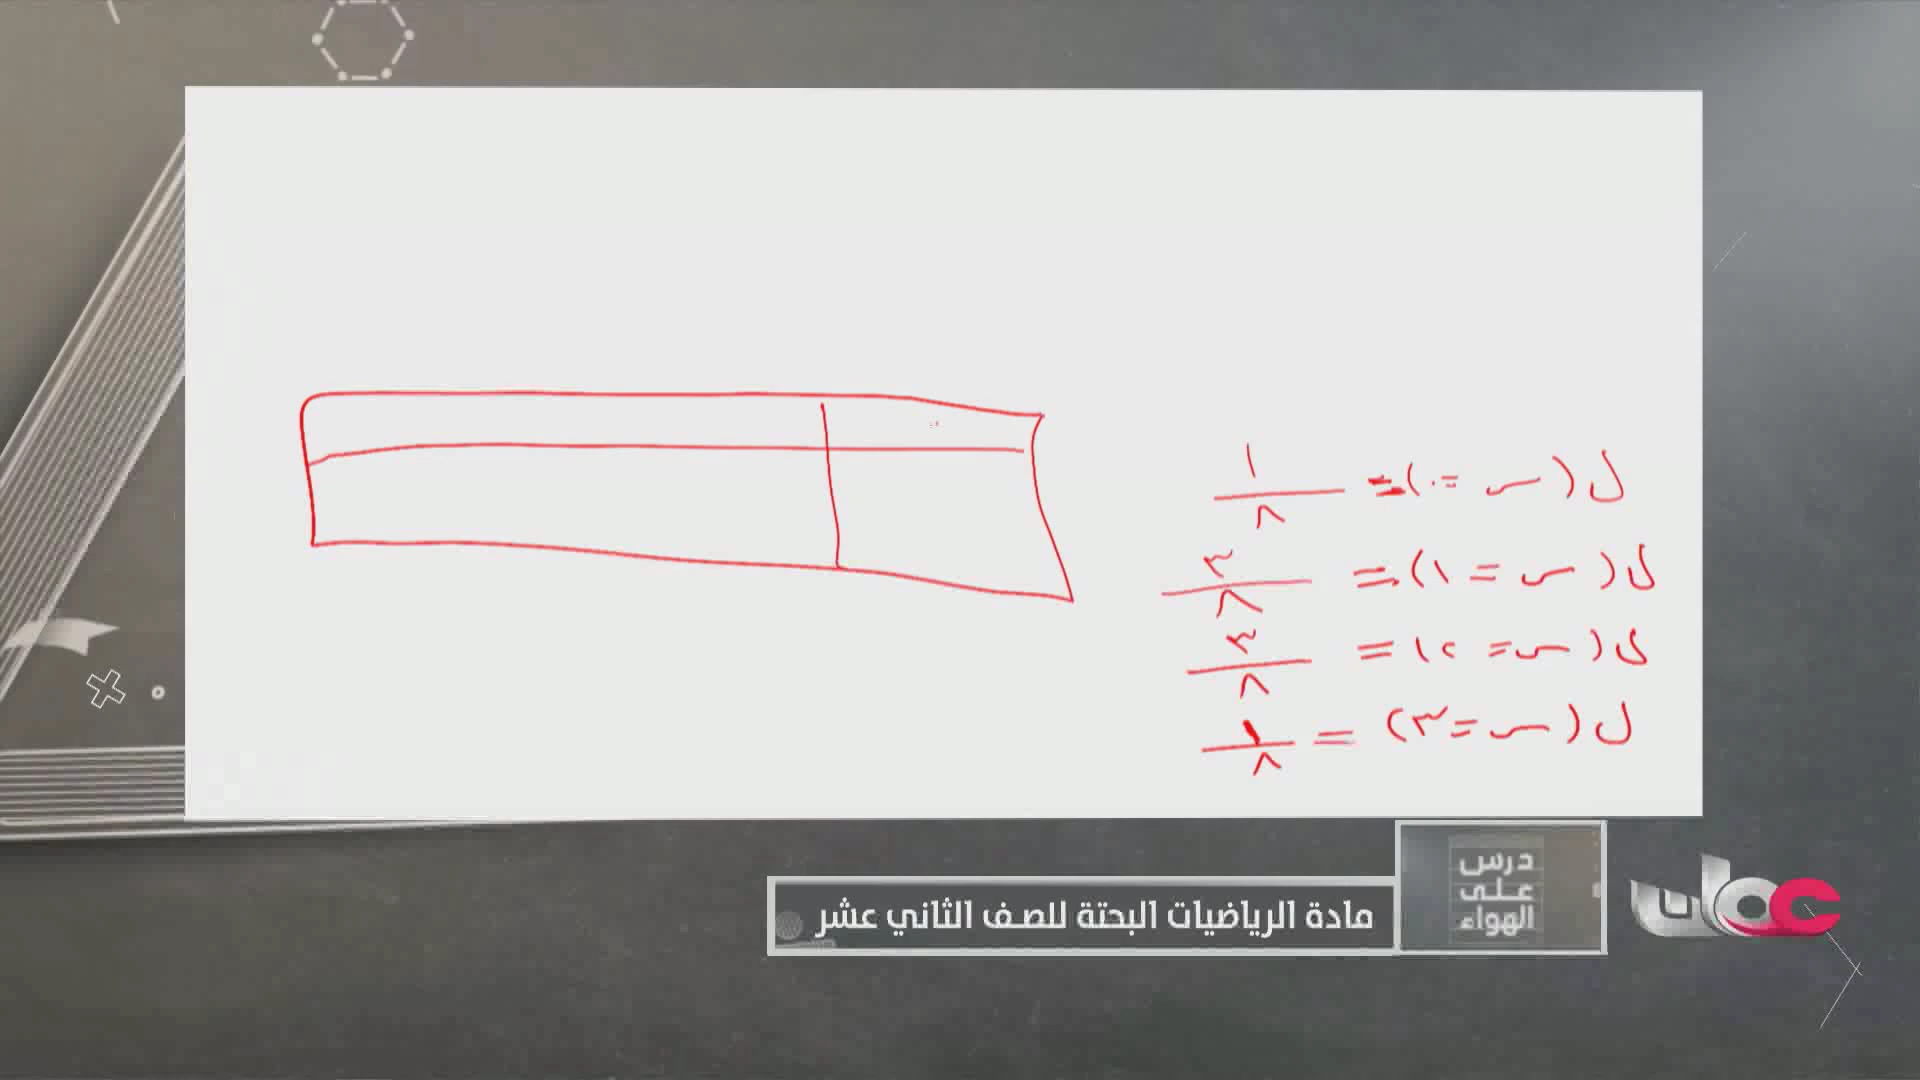 ل(س=٠)= ١/٨
ل(س=١)= ٣/٨
ل(س=٢)= ٣/٨
ل(س=٣)= ١/٨
درس
على
الهواء
مادة الرياضيات البحتة للصف الثاني عشر
عمان